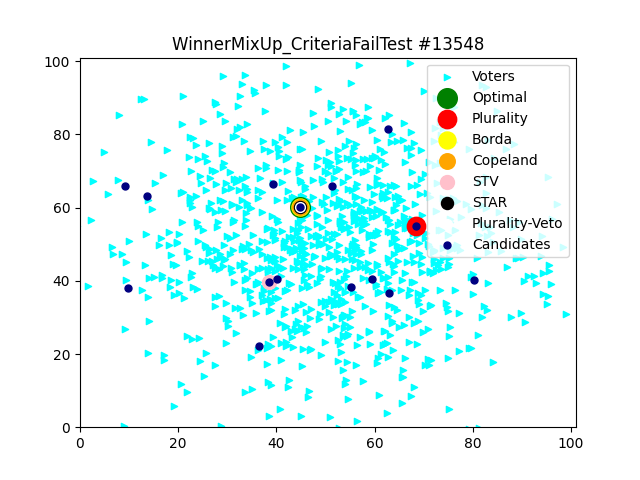 WinnerMixUp_CriteriaFailTest #13548
100
80
60
40
20
0
0 20 40 60 80 100
Voters
Optimal
Plurality
Borda
Copeland
STV
STAR
Plurality-Veto
Candidates